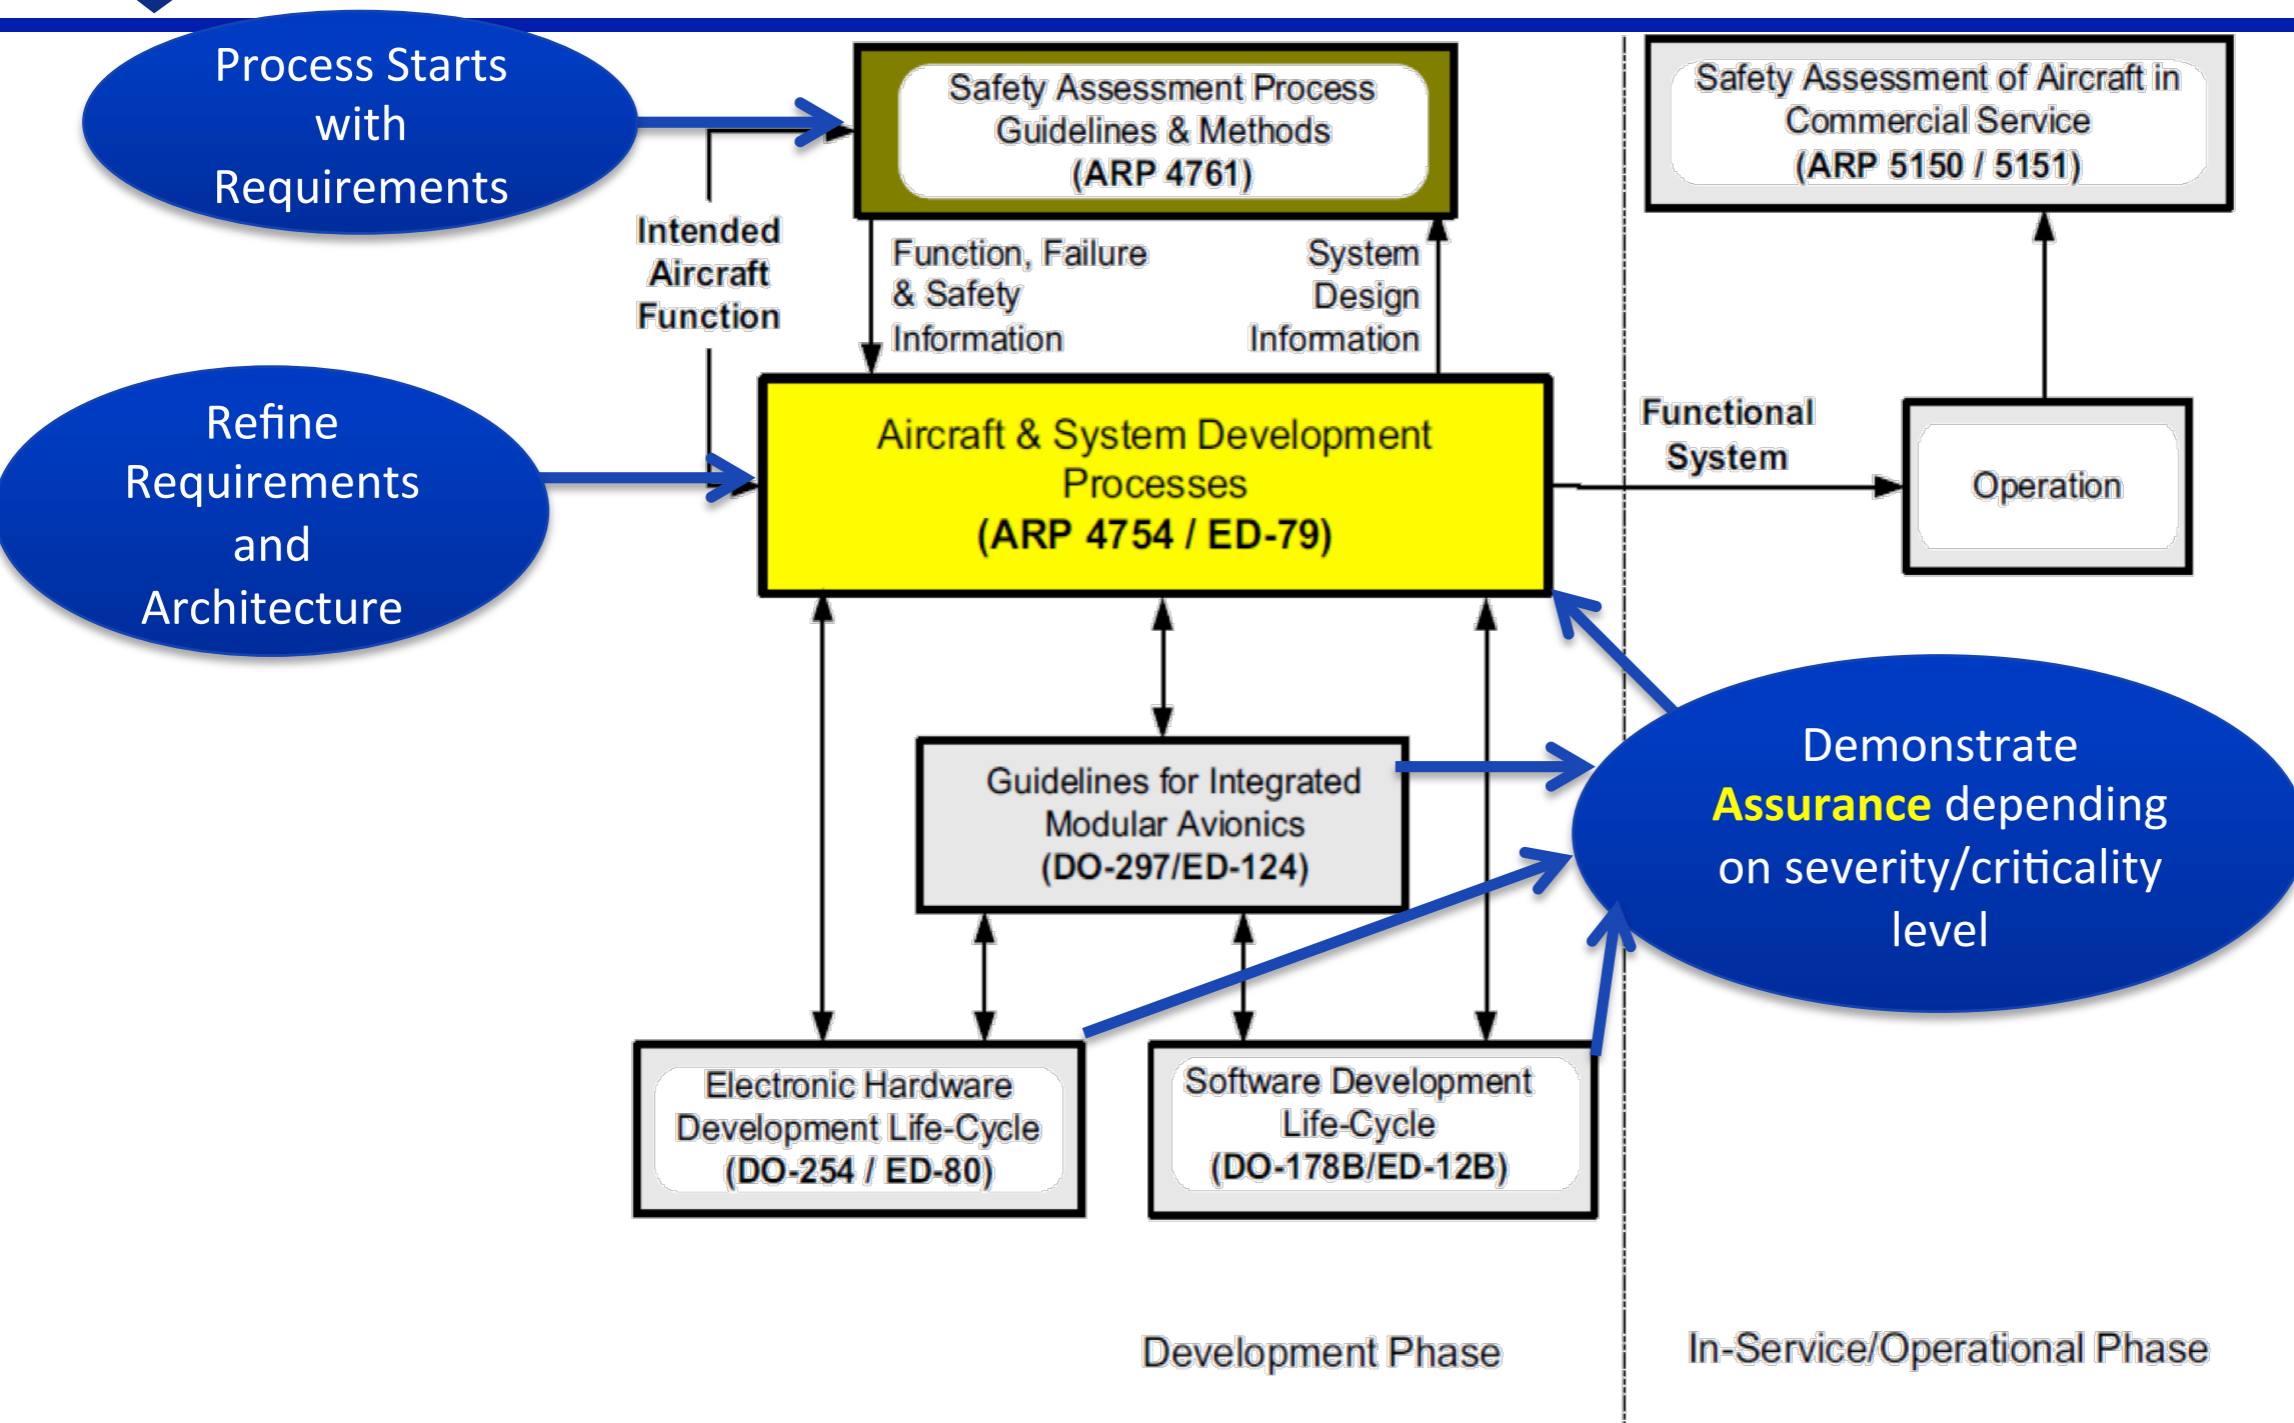 Process Starts
with
Requirements
Safety Assessment Process
Guidelines & Methods
(ARP 4761)
Safety Assessment of Aircraft in
Commercial Service
(ARP 5150 / 5151)
Intended
Aircraft
Function
Function, Failure
& Safety
Information
System
Design
Information
Refine
Requirements
and
Architecture
Aircraft & System Development
Processes
(ARP 4754 / ED-79)
Functional
System
Operation
Demonstrate
Assurance depending
on severity/criticality
level
Guidelines for Integrated
Modular Avionics
(DO-297/ED-124)
Electronic Hardware
Development Life-Cycle
(DO-254 / ED-80)
Software Development
Life-Cycle
(DO-178B/ED-12B)
Development Phase
In-Service/Operational Phase